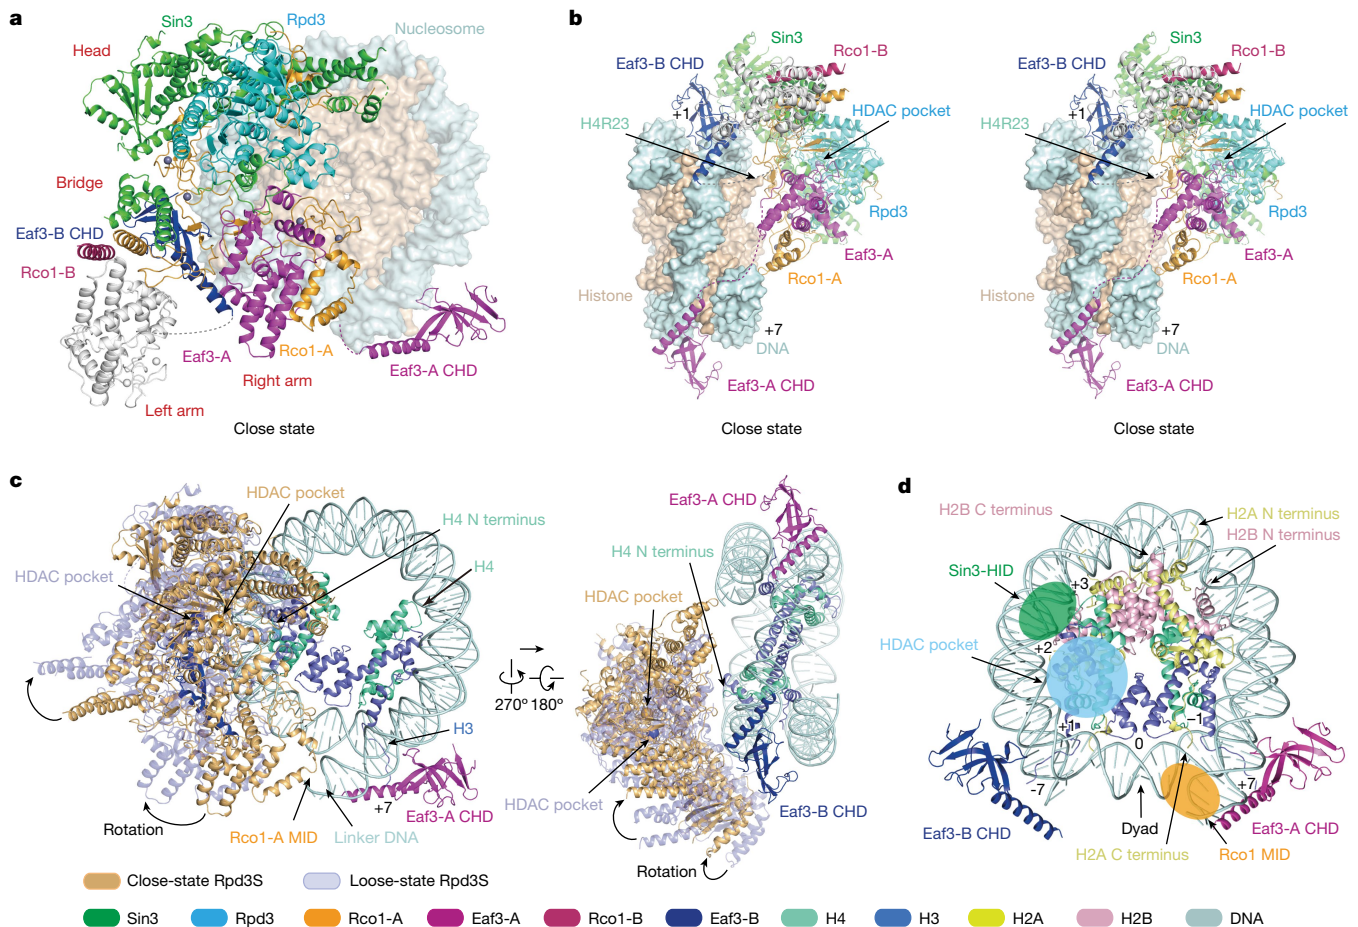 a
Sin3
Rpd3
Nucleosome
Head
Bridge
Eaf3-B CHD
Rco1-B
Eaf3-A
Rco1-A
Eaf3-A CHD
Right arm
Left arm
Close state
b
Sin3
Rco1-B
Eaf3-B CHD
HDAC pocket
+1
H4R23
Rpd3
Eaf3-A
Rco1-A
Histone
+7
DNA
Eaf3-A CHD
Close state
Sin3
Rco1-B
Eaf3-B CHD
HDAC pocket
+1
H4R23
Rpd3
Eaf3-A
Rco1-A
Histone
+7
DNA
Eaf3-A CHD
Close state
c
HDAC pocket
H4 N terminus
HDAC pocket
H4
H3
+7
Eaf3-A CHD
Rotation
Rco1-A MID
Linker DNA
270º 180º
Eaf3-A CHD
H4 N terminus
HDAC pocket
HDAC pocket
Eaf3-B CHD
Rotation
d
H2B C terminus
H2A N terminus
H2B N terminus
Sin3-HID
+3
HDAC pocket
+2
+1
−1
0
-7
+7
Eaf3-B CHD
Dyad
Eaf3-A CHD
H2A C terminus
Rco1 MID
Close-state Rpd3S
Loose-state Rpd3S
Sin3
Rpd3
Rco1-A
Eaf3-A
Rco1-B
Eaf3-B
H4
H3
H2A
H2B
DNA